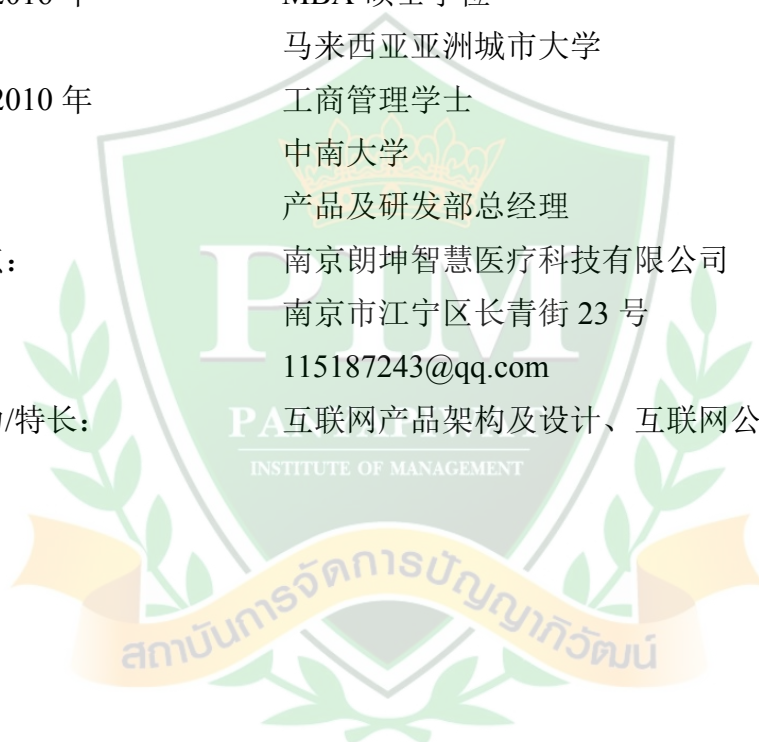 马来西亚亚洲城市大学
2010 年 工商管理学士
中南大学
产品及研发部总经理
： 南京朗坤智慧医疗科技有限公司
南京市江宁区长青街 23 号
115187243@qq.com
/特长： 互联网产品架构及设计、互联网公
PIM
PANYAPIWAT
INSTITUTE OF MANAGEMENT
สถาบันการจัดการปัญญาภิวัฒน์